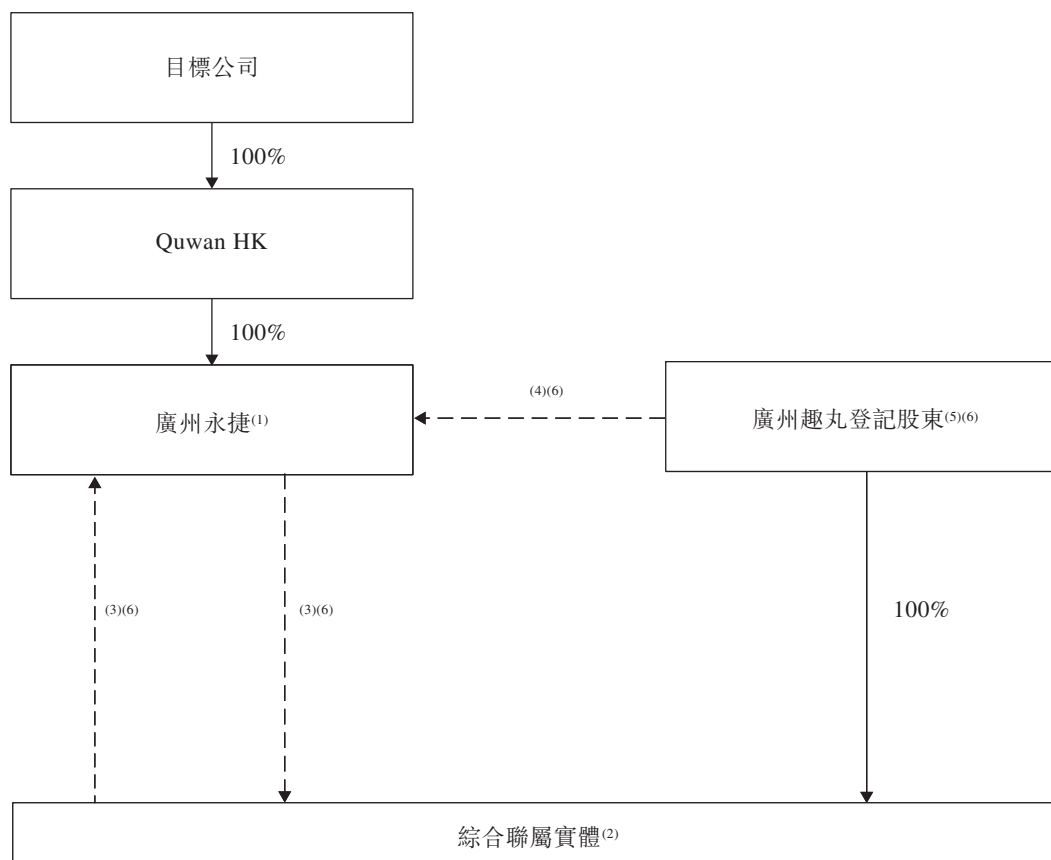 目標公司
100%
Quwan HK
100%
廣州永捷(1)
(4)(6)
廣州趣丸登記股東(5)(6)
(3)(6)
(3)(6)
100%
綜合聯屬實體(2)